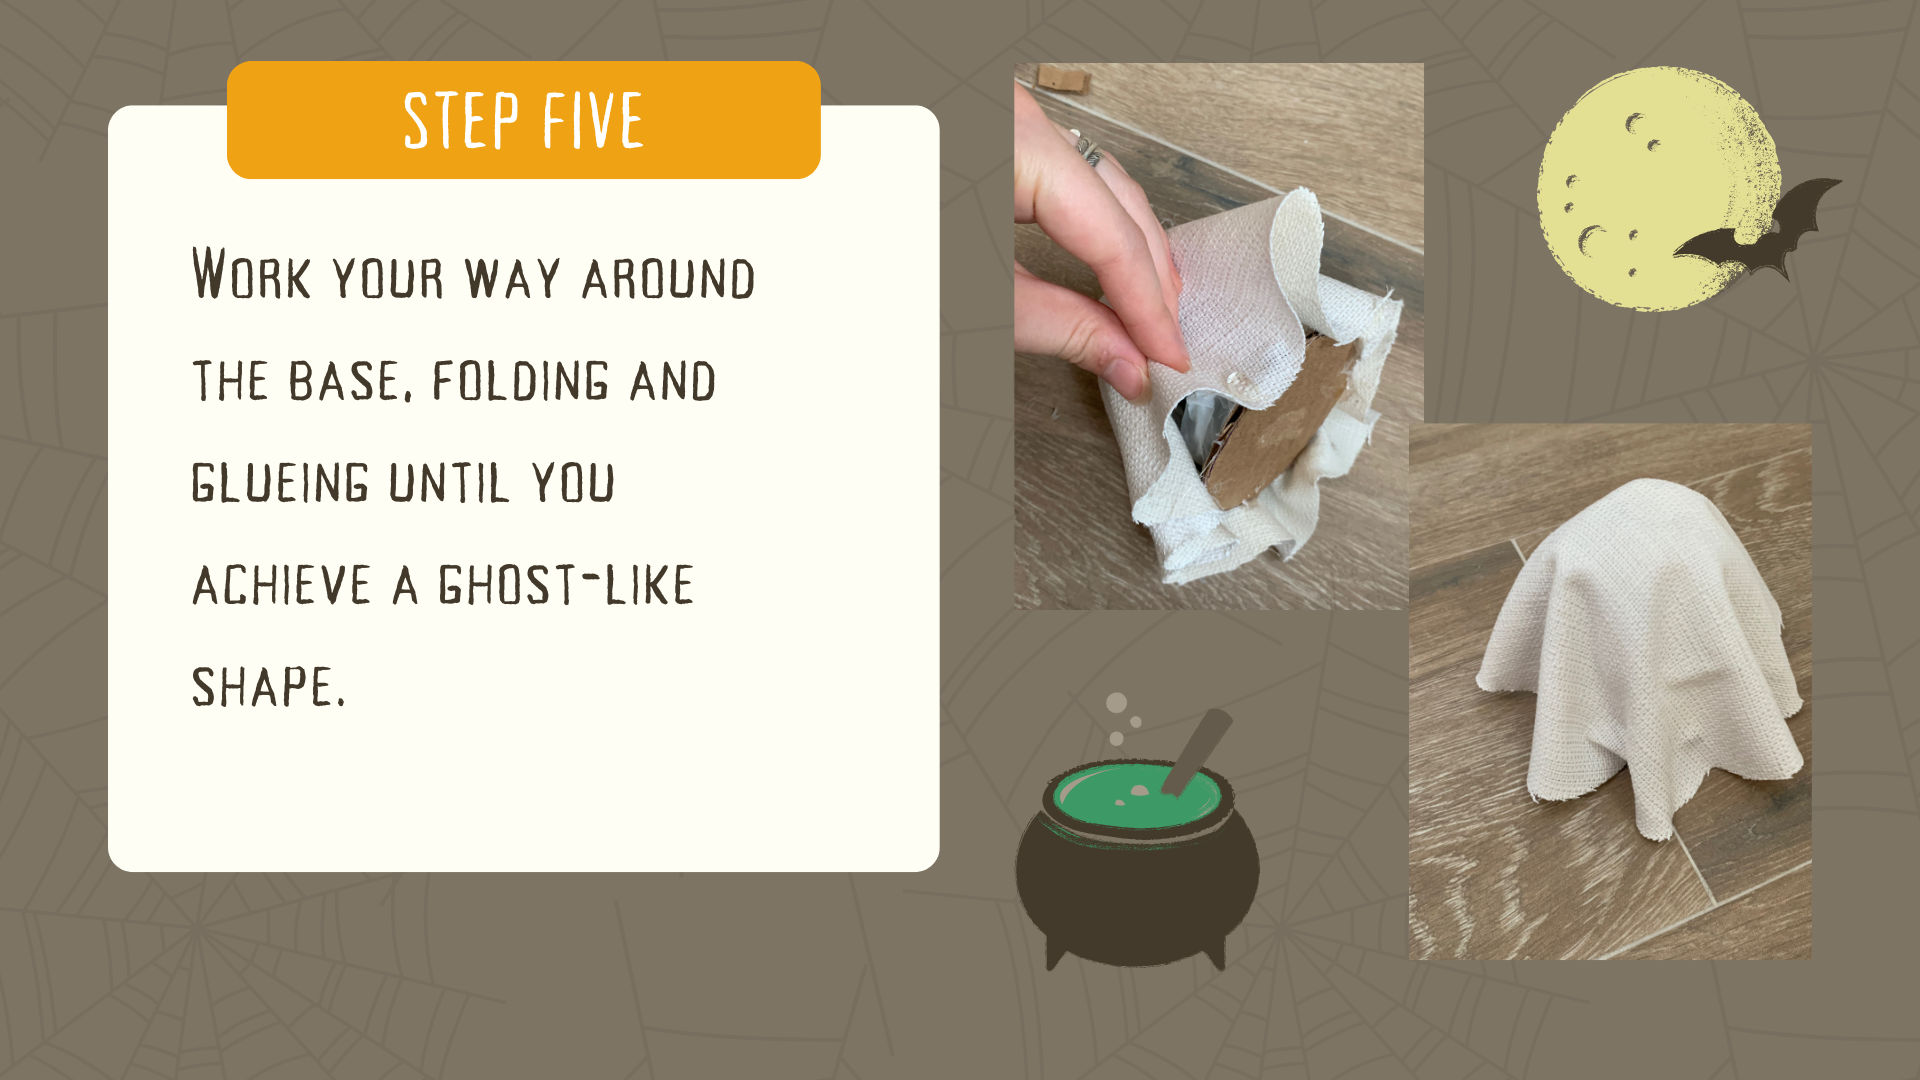 STEP FIVE
WORK YOUR WAY AROUND
THE BASE, FOLDING AND
GLUEING UNTIL YOU
ACHIEVE A GHOST-LIKE
SHAPE.